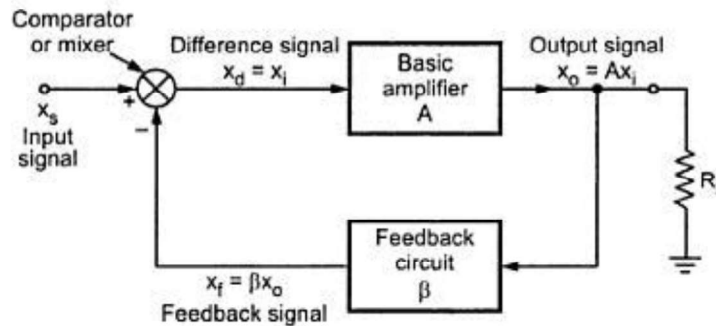 Comparator
or mixer
Difference signal
x_d = x_i
Basic
amplifier
A
Output signal
x_o = Ax_i
+
−
x_s
Input
signal
R
Feedback
circuit
β
x_f = βx_o
Feedback signal